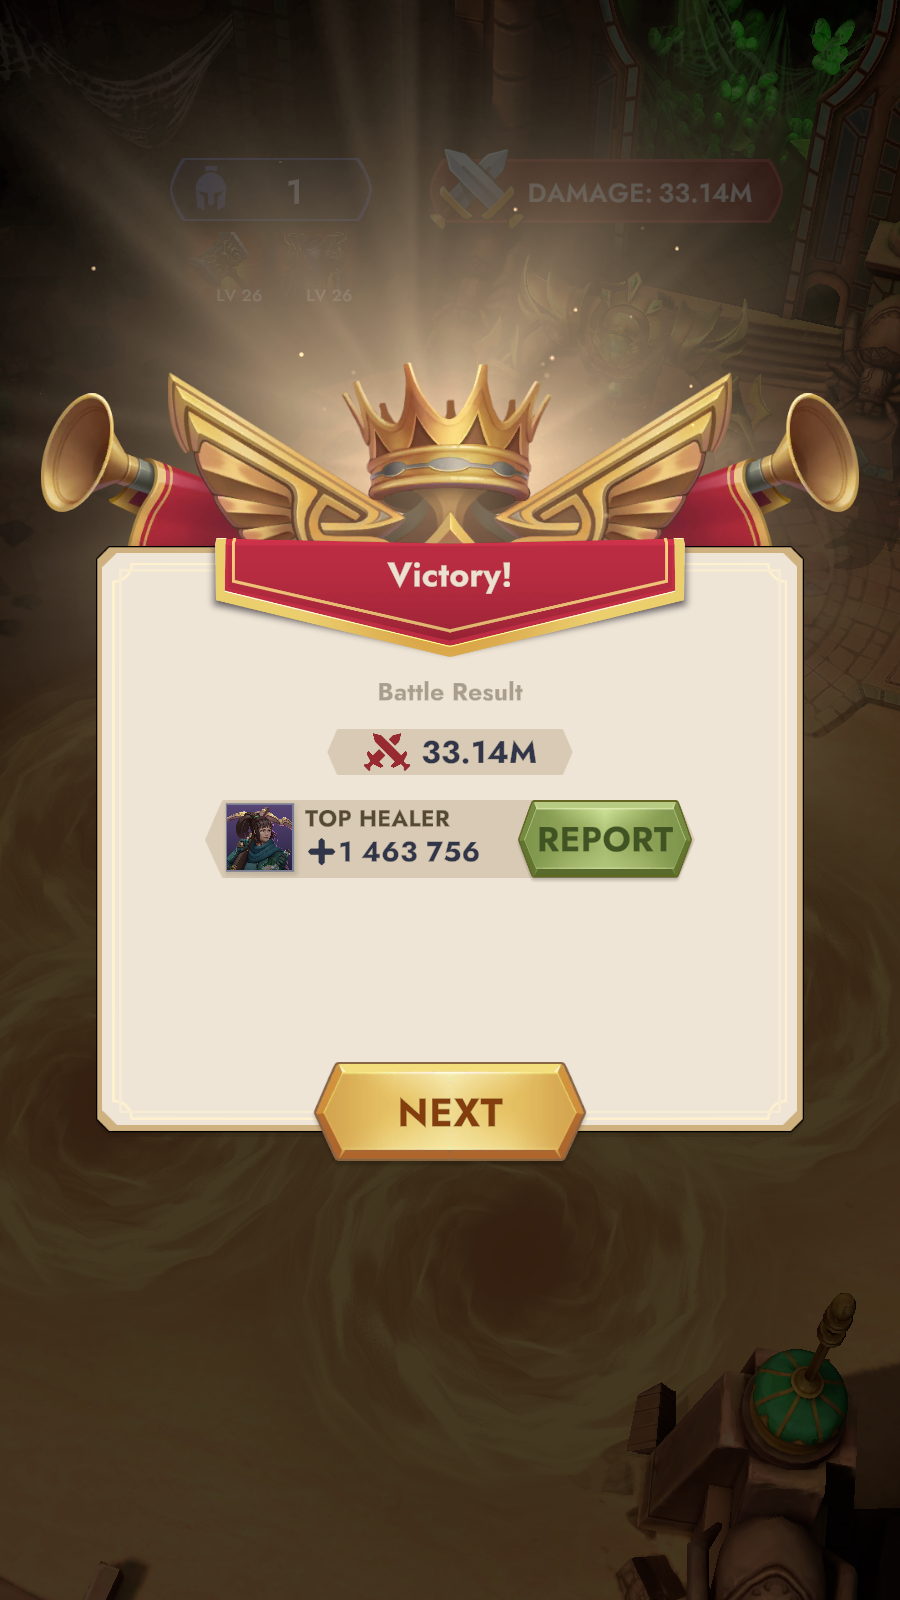 1
DAMAGE: 33.14M
LV 26 LV 26
Victory!
Battle Result
33.14M
TOP HEALER
+1 463 756
REPORT
NEXT